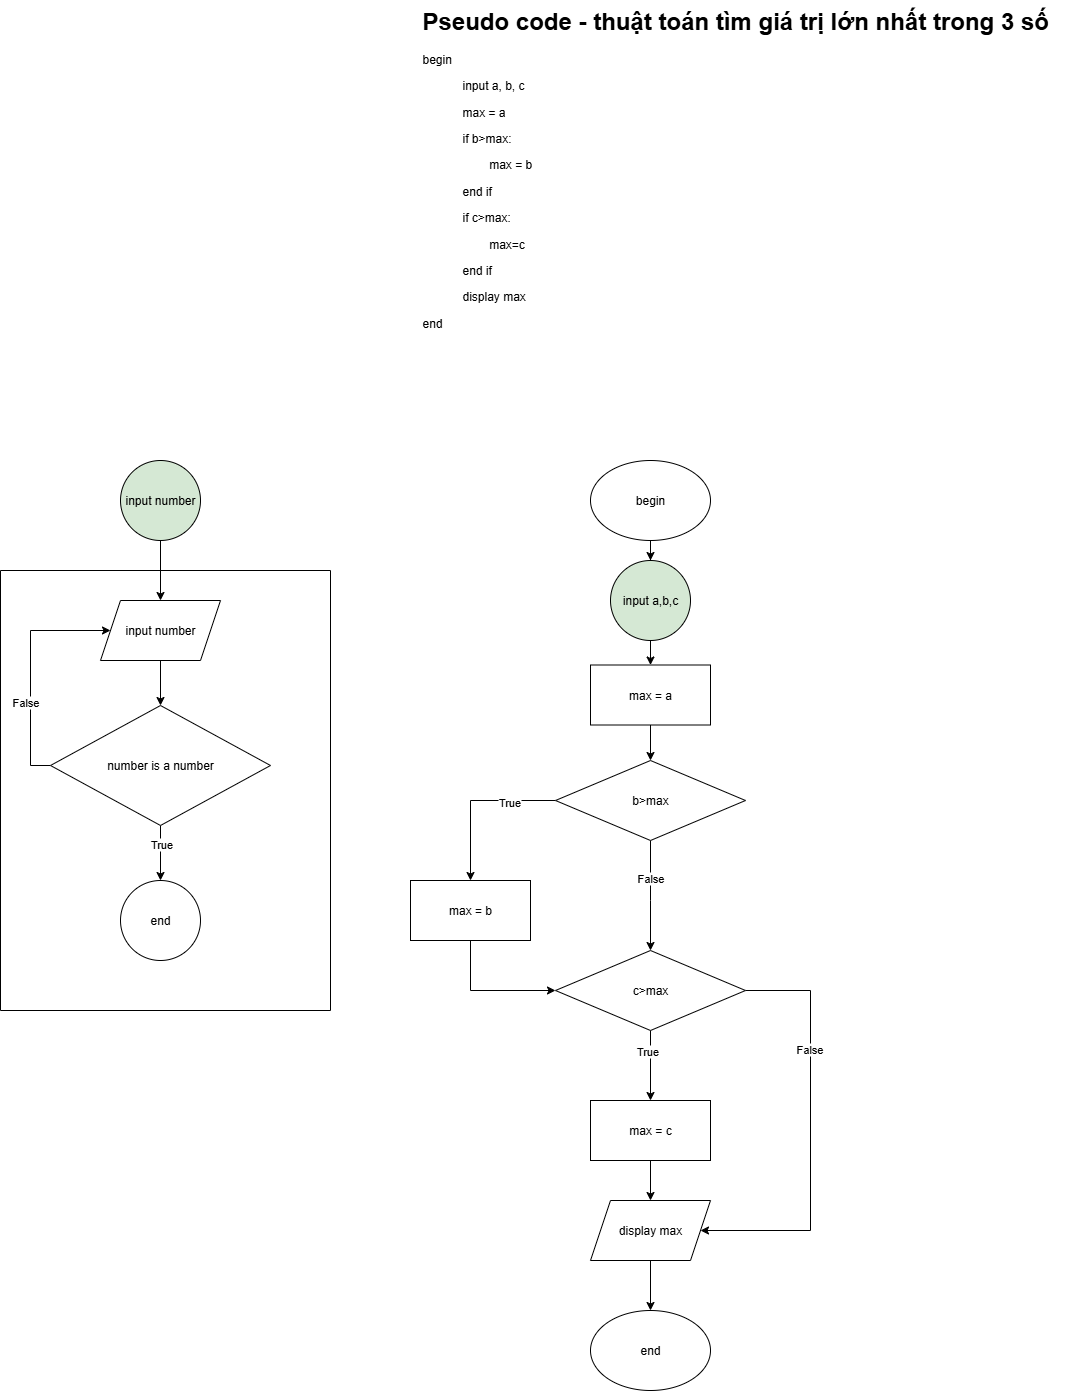 Pseudo code - thuật toán tìm giá trị lớn nhất trong 3 số
begin
input a, b, c
max = a
if b>max:
max = b
end if
if c>max:
max=c
end if
display max
end
input number
input number
False
number is a number
True
end
begin
input a,b,c
max = a
b>max
True
max = b
False
c>max
True
False
max = c
display max
end